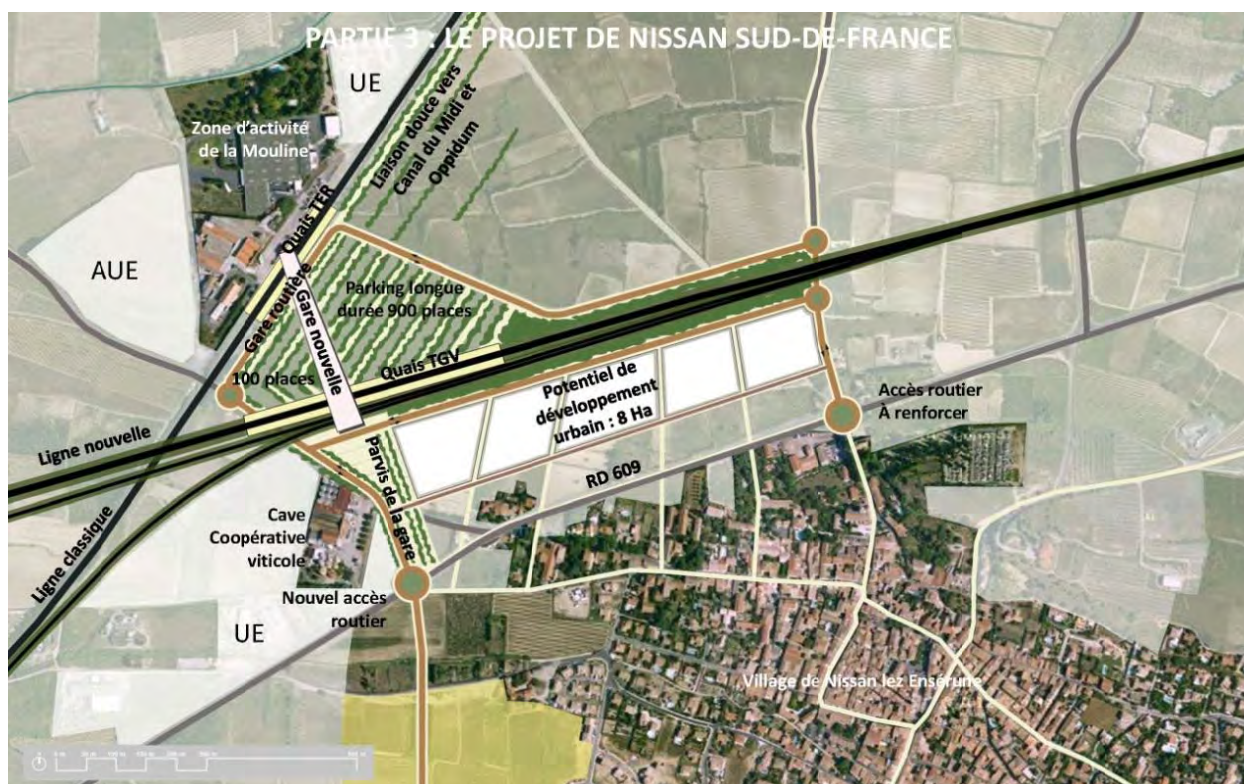 PARTIE 3 : LE PROJET DE NISSAN SUD-DE-FRANCE
UE
Zone d'activité
de la Mouline
Liaison douce vers
Canal du Midi et
Oppidum
Quais TER
AUE
Gare routière
Gare nouvelle
Parking longue
durée 900 places
100 places
Quais TGV
Potentiel de
développement
urbain : 8 Ha
Accès routier
À renforcer
Ligne nouvelle
RD 609
Parvis de la gare
Ligne classique
Cave
Coopérative
viticole
Nouvel accès
routier
UE
Village de Nissan lez Ensérune